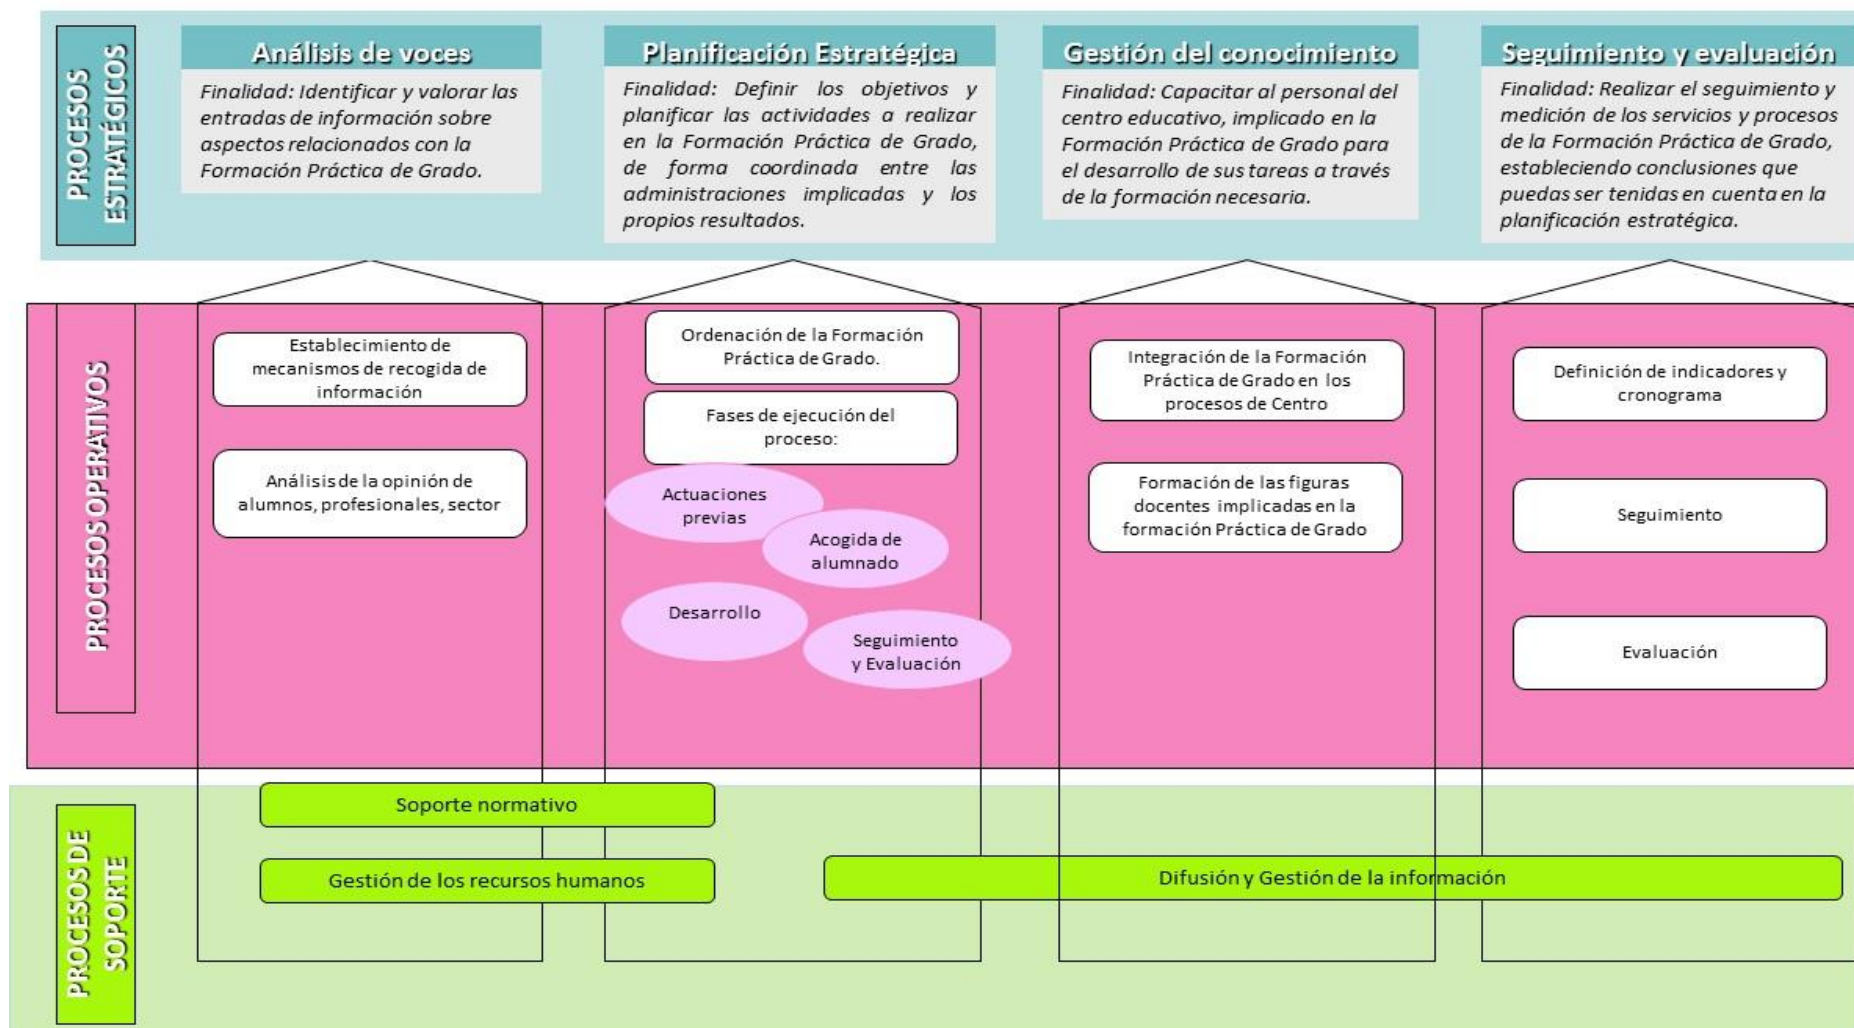 PROCESOS
ESTRATÉGICOS
Análisis de voces
Finalidad: Identificar y valorar las
entradas de información sobre
aspectos relacionados con la
Formación Práctica de Grado.
Planificación Estratégica
Finalidad: Definir los objetivos y
planificar las actividades a realizar
en la Formación Práctica de Grado,
de forma coordinada entre las
administraciones implicadas y los
propios resultados.
Gestión del conocimiento
Finalidad: Capacitar al personal del
centro educativo, implicado en la
Formación Práctica de Grado para
el desarrollo de sus tareas a través
de la formación necesaria.
Seguimiento y evaluación
Finalidad: Realizar el seguimiento y
medición de los servicios y procesos
de la Formación Práctica de Grado,
estableciendo conclusiones que
puedas ser tenidas en cuenta en la
planificación estratégica.
PROCESOS OPERATIVOS
Establecimiento de
mecanismos de recogida de
información
Análisis de la opinión de
alumnos, profesionales, sector
Ordenación de la Formación
Práctica de Grado.
Fases de ejecución del
proceso:
Actuaciones
previas
Acogida de
alumnado
Desarrollo
Seguimiento
y Evaluación
Integración de la Formación
Práctica de Grado en los
procesos de Centro
Formación de las figuras
docentes implicadas en la
formación Práctica de Grado
Definición de indicadores y
cronograma
Seguimiento
Evaluación
PROCESOS DE
SOPORTE
Soporte normativo
Gestión de los recursos humanos
Difusión y Gestión de la información